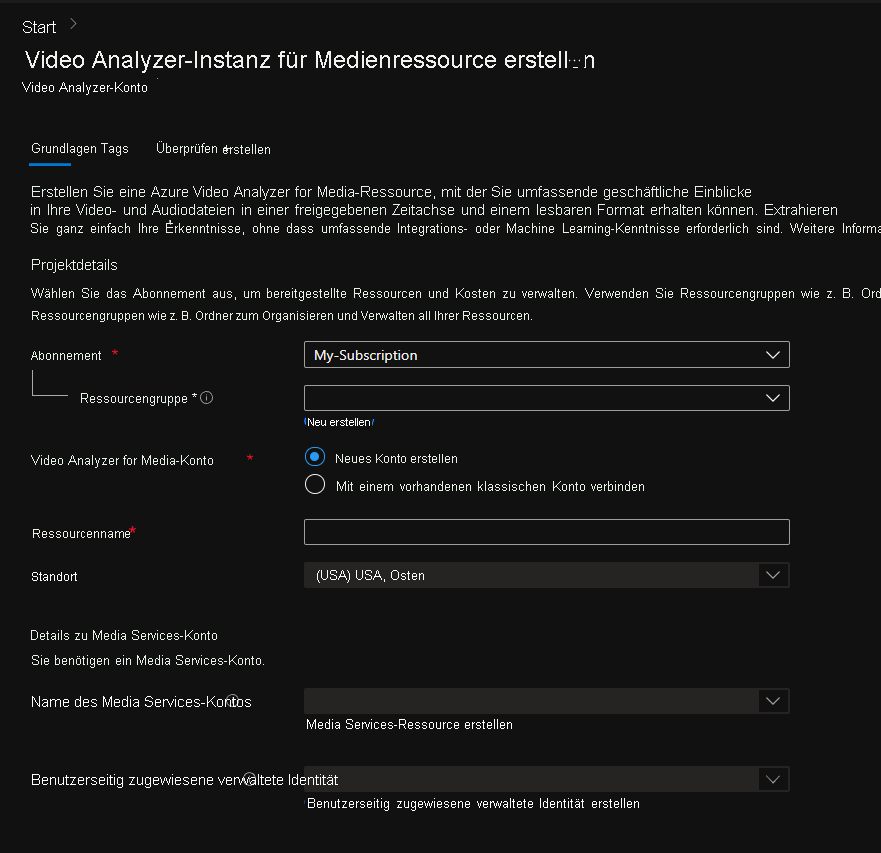 Start
Video Analyzer-Instanz für Medienressource erstellen
Video Analyzer-Konto
Grundlagen Tags Überprüfen + erstellen
Erstellen Sie eine Azure Video Analyzer for Media-Ressource, mit der Sie umfassende geschäftliche Einblicke
in Ihre Video- und Audiodateien in einer freigegebenen Zeitachse und einem lesbaren Format erhalten können. Extrahieren
Sie ganz einfach Ihre Erkenntnisse, ohne dass umfassende Integrations- oder Machine Learning-Kenntnisse erforderlich sind. Weitere Informa
Projektdetails
Wählen Sie das Abonnement aus, um bereitgestellte Ressourcen und Kosten zu verwalten. Verwenden Sie Ressourcengruppen wie z. B. Ord
Ressourcengruppen wie z. B. Ordner zum Organisieren und Verwalten all Ihrer Ressourcen.
Abonnement * My-Subscription
Ressourcengruppe *
Neu erstellen
Video Analyzer for Media-Konto * Neues Konto erstellen
Mit einem vorhandenen klassischen Konto verbinden
Ressourcenname*
Standort (USA) USA, Osten
Details zu Media Services-Konto
Sie benötigen ein Media Services-Konto.
Name des Media Services-Kontos
Media Services-Ressource erstellen
Benutzerseitig zugewiesene verwaltete Identität
Benutzerseitig zugewiesene verwaltete Identität erstellen